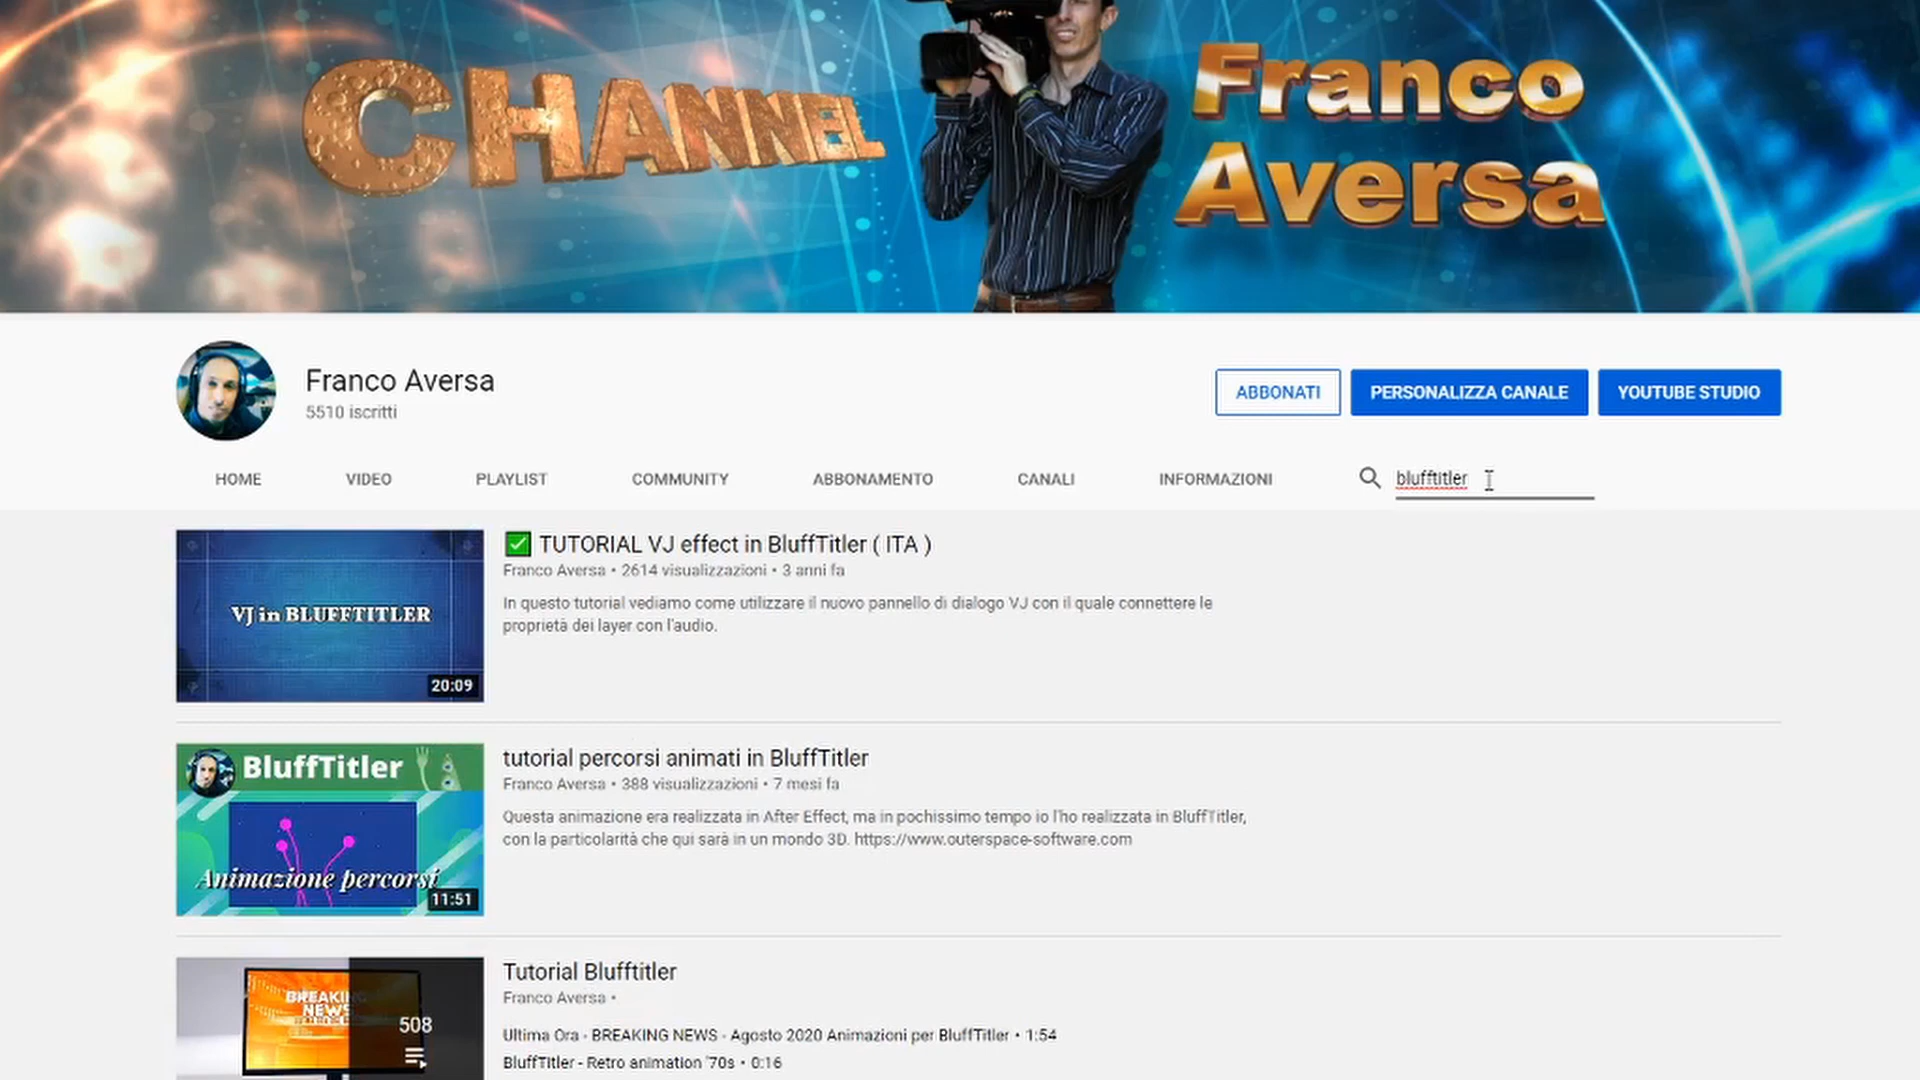 CHANNEL
Franco
Aversa
Franco Aversa
5510 iscritti
ABBONATI
PERSONALIZZA CANALE
YOUTUBE STUDIO
HOME
VIDEO
PLAYLIST
COMMUNITY
ABBONAMENTO
CANALI
INFORMAZIONI
blufftitler
VJ in BLUFFTITLER
20:09
✅ TUTORIAL VJ effect in BluffTitler ( ITA )
Franco Aversa • 2614 visualizzazioni • 3 anni fa
In questo tutorial vediamo come utilizzare il nuovo pannello di dialogo VJ con il quale connettere le
proprietà dei layer con l'audio.
BluffTitler
Animazione percorsi
11:51
tutorial percorsi animati in BluffTitler
Franco Aversa • 388 visualizzazioni • 7 mesi fa
Questa animazione era realizzata in After Effect, ma in pochissimo tempo io l'ho realizzata in BluffTitler,
con la particolarità che qui sarà in un mondo 3D. https://www.outerspace-software.com
BREAKING
NEWS
508
Tutorial Blufftitler
Franco Aversa •
Ultima Ora - BREAKING NEWS - Agosto 2020 Animazioni per BluffTitler • 1:54
BluffTitler - Retro animation '70s • 0:16